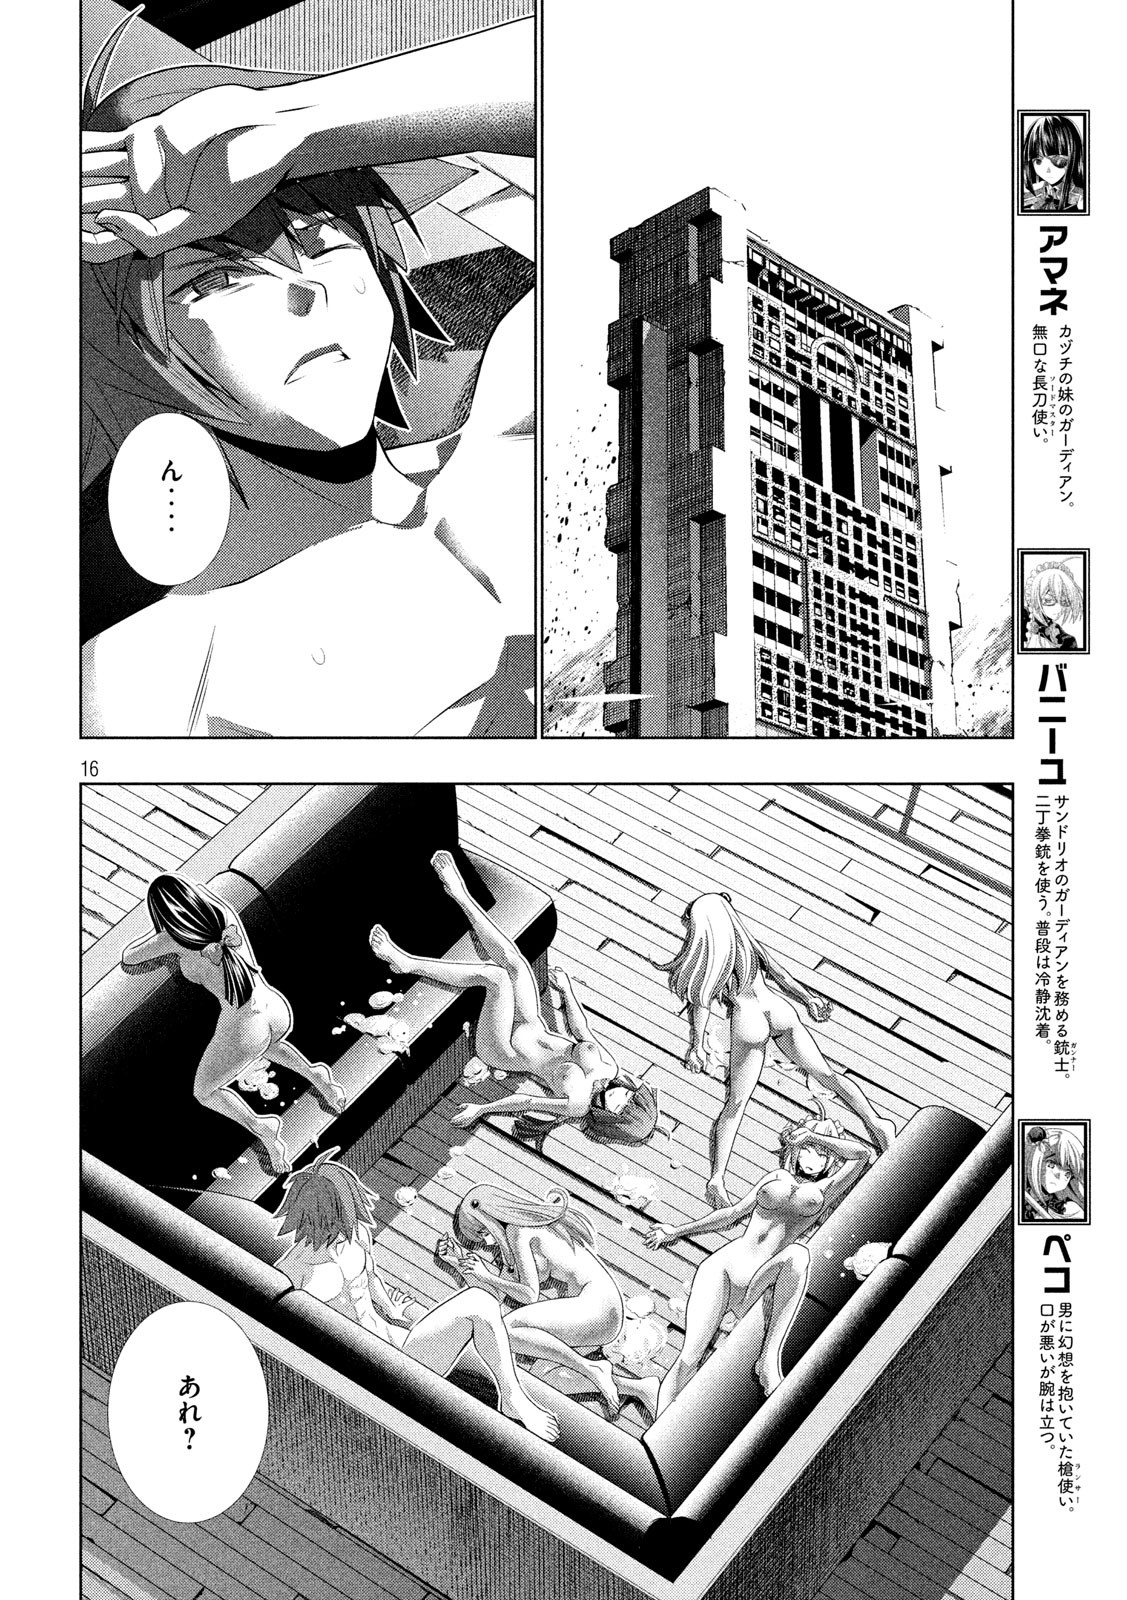 ん・・・・
16
あれ？
アマネ
カヅチの妹のガーディアン。
無口な長刀使い。
ソードマスター
バニーユ
サンドリオのガーディアンを務める銃士。
ガンナー
二丁拳銃を使う。普段は冷静沈着。
ペコ
男に幻想を抱いていた槍使い。
ランサー
口が悪いが腕は立つ。